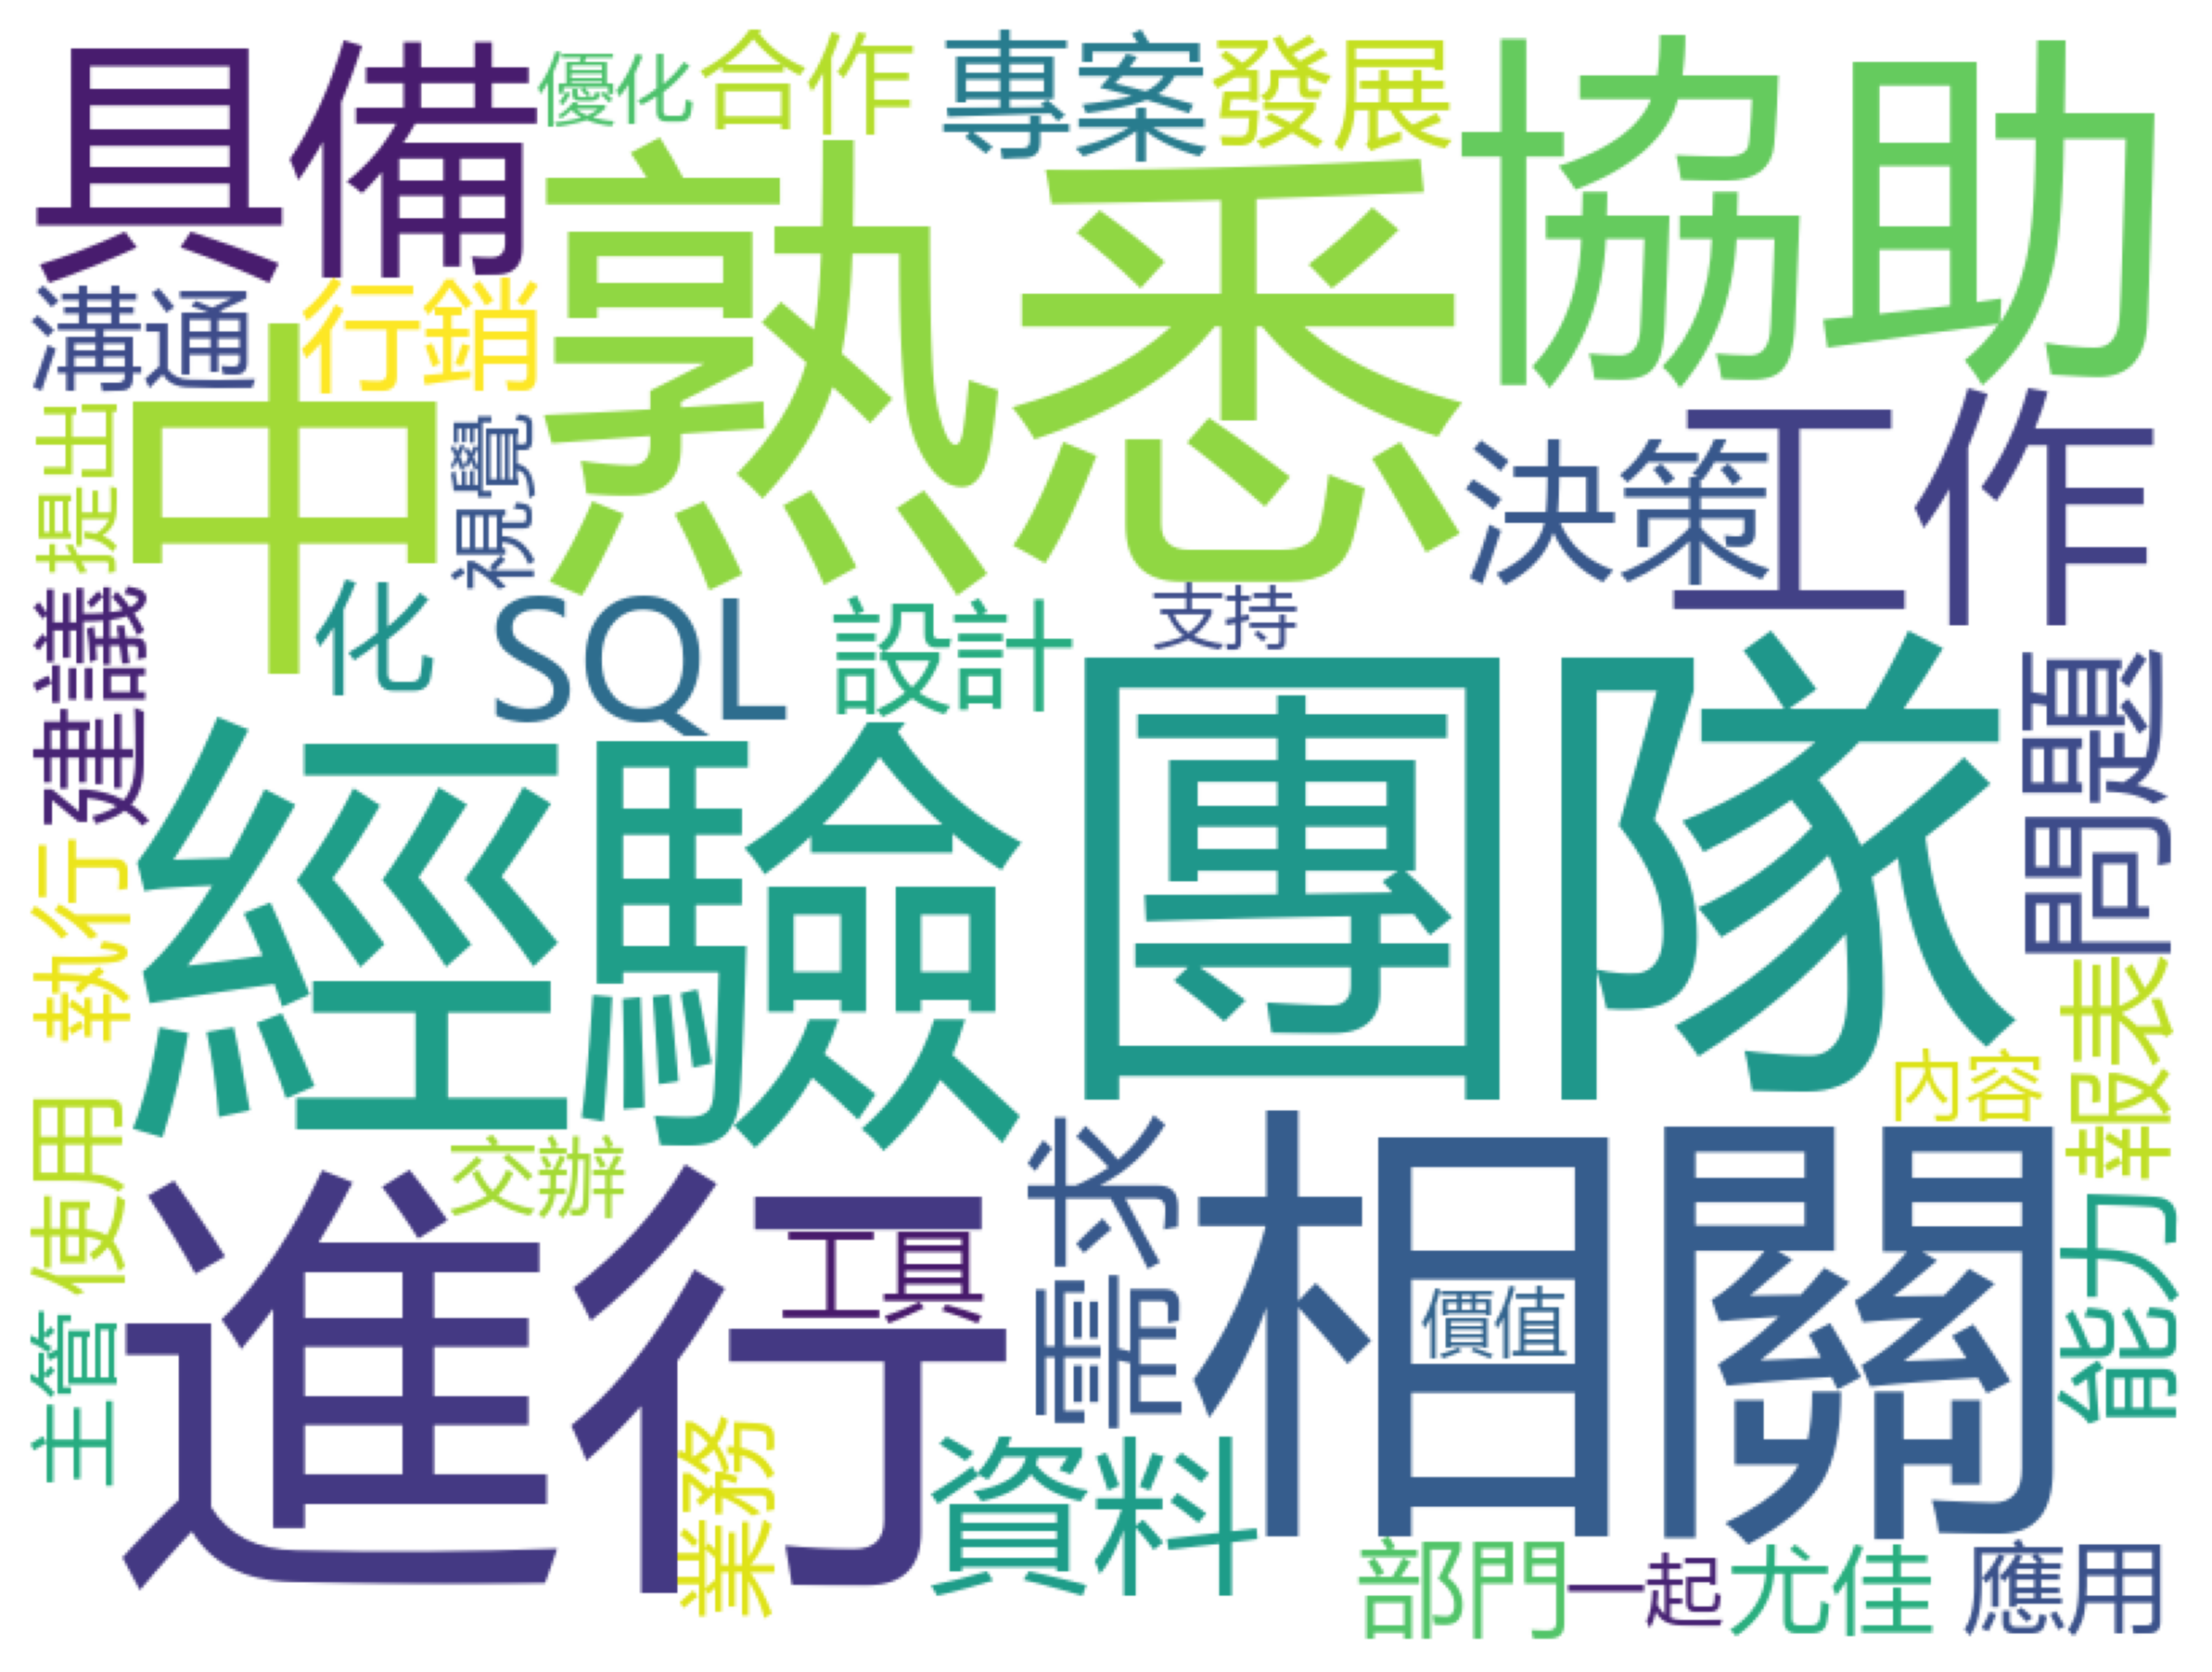 具備
優化
合作
專案
發展
協助
熟悉
溝通
行銷
中
提出
視覺
決策
工作
建議
化
SQL
設計
支持
團隊
問題
經驗
執行
報表
內容
使用
交辦
進行
工具
需求
相關
價值
能力
主管
業務
資料
部門
一起
尤佳
應用